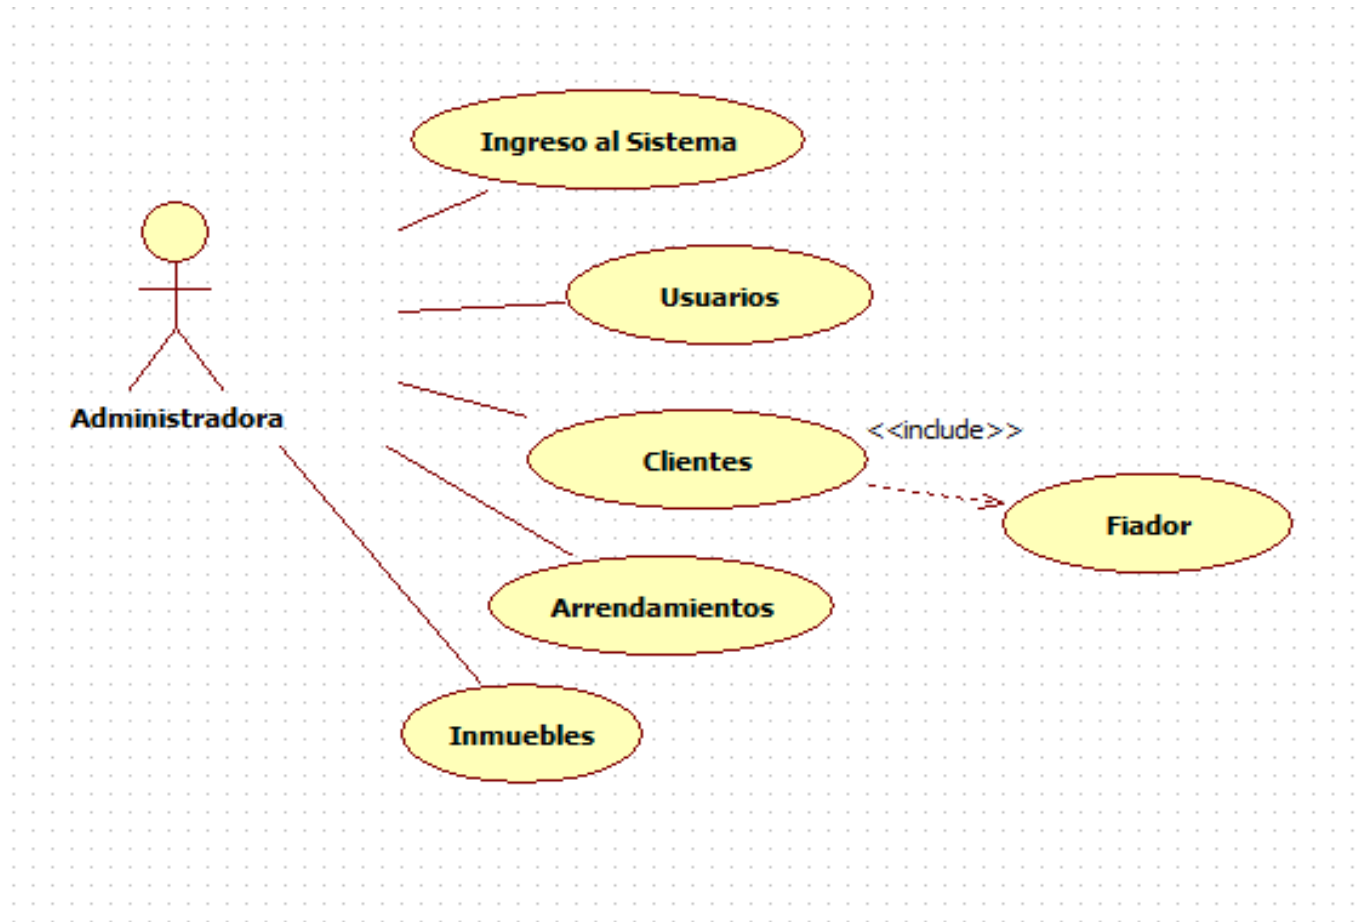 Ingreso al Sistema
Usuarios
Administradora
Clientes
<<include>>
Fiador
Arrendamientos
Inmuebles